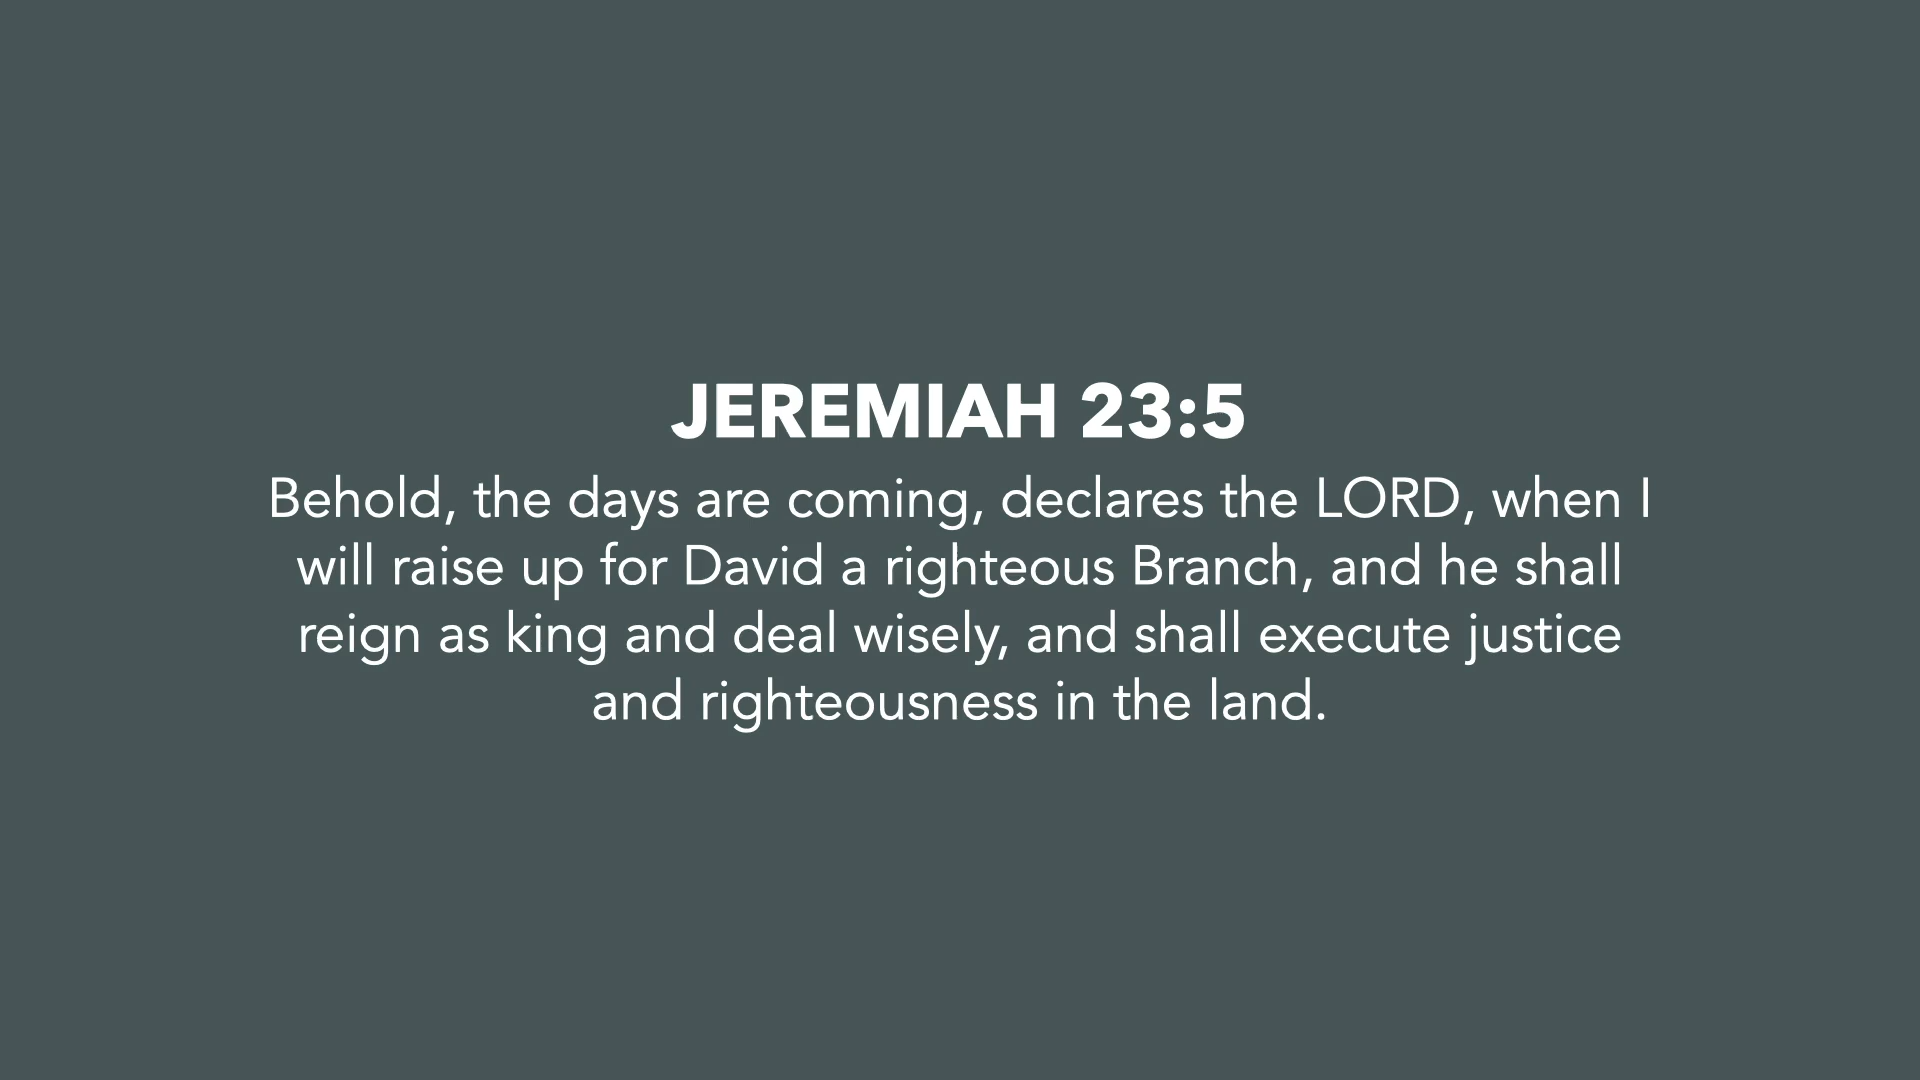 JEREMIAH 23:5
Behold, the days are coming, declares the LORD, when I
will raise up for David a righteous Branch, and he shall
reign as king and deal wisely, and shall execute justice
and righteousness in the land.